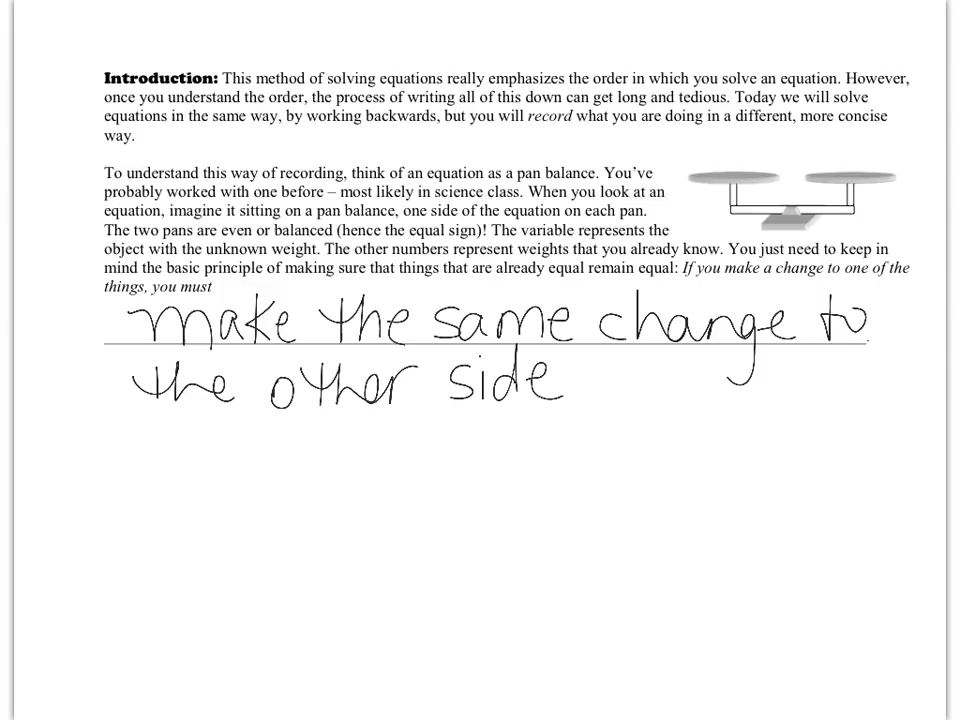 Introduction: This method of solving equations really emphasizes the order in which you solve an equation. However,
once you understand the order, the process of writing all of this down can get long and tedious. Today we will solve
equations in the same way, by working backwards, but you will record what you are doing in a different, more concise
way.
To understand this way of recording, think of an equation as a pan balance. You’ve
probably worked with one before – most likely in science class. When you look at an
equation, imagine it sitting on a pan balance, one side of the equation on each pan.
The two pans are even or balanced (hence the equal sign)! The variable represents the
object with the unknown weight. The other numbers represent weights that you already know. You just need to keep in
mind the basic principle of making sure that things that are already equal remain equal: If you make a change to one of the
things, you must
make the same change to
the other side